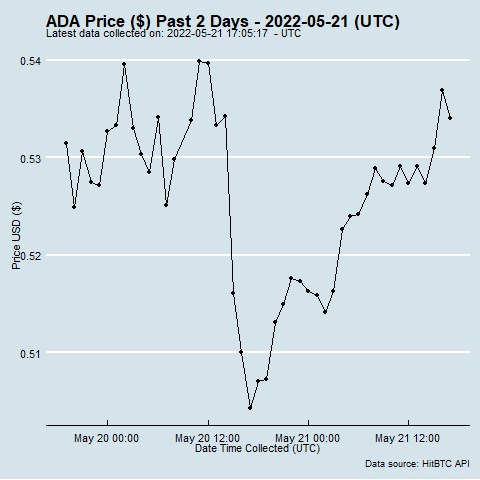 ADA Price ($) Past 2 Days - 2022-05-21 (UTC)
Latest data collected on: 2022-05-21 17:05:17  - UTC
0.54
0.53
0.52
0.51
Price USD ($)
May 20 00:00
May 20 12:00
May 21 00:00
May 21 12:00
Date Time Collected (UTC)
Data source: HitBTC API